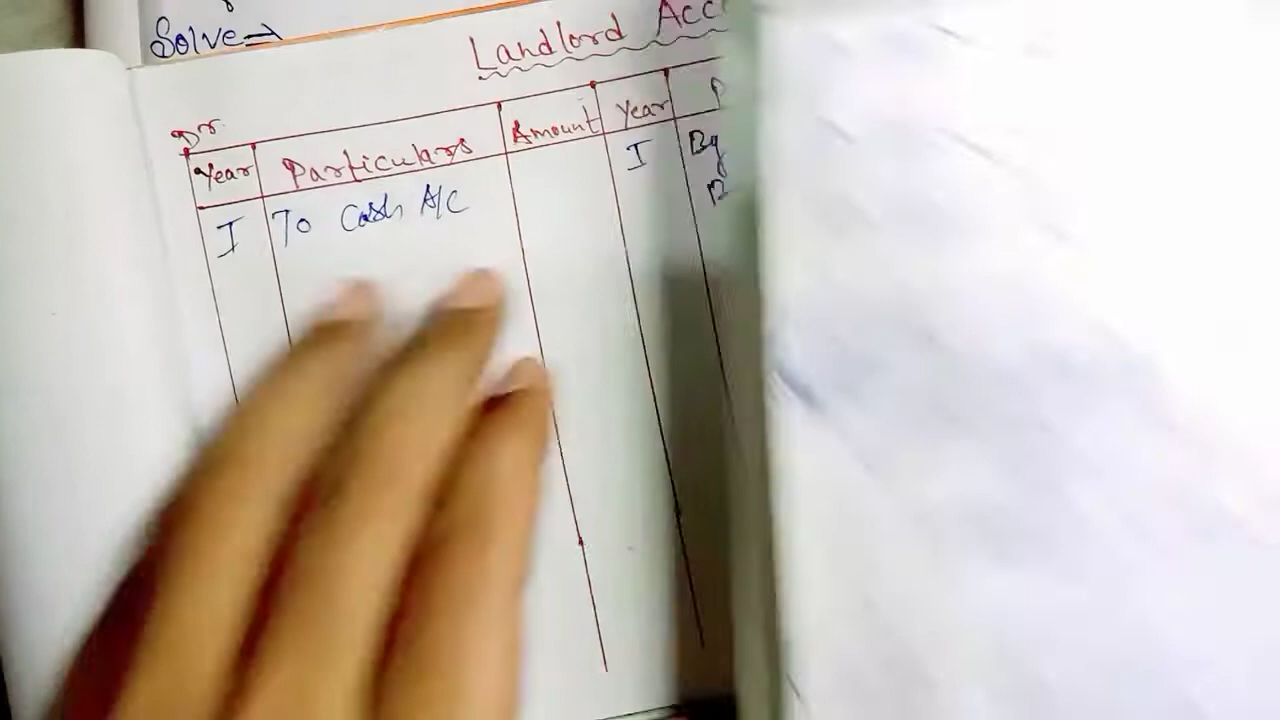 Solve
Landlord Acc
Dr.
Year Particulars Amount Year P
I To Cash A/c I By